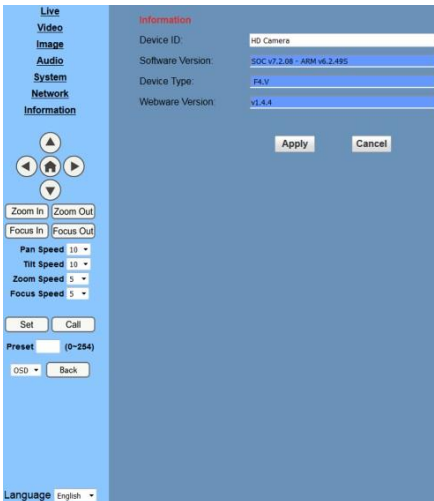 Live
Video
Image
Audio
System
Network
Information
Zoom In Zoom Out
Focus In Focus Out
Pan Speed 10
Tilt Speed 10
Zoom Speed 5
Focus Speed 5
Set Call
Preset (0~254)
OSD Back
Language English
Information
Device ID: HD Camera
Software Version: SOC v7.2.08 - ARM v6.2.49S
Device Type: F4.V
Webware Version: v1.4.4
Apply Cancel